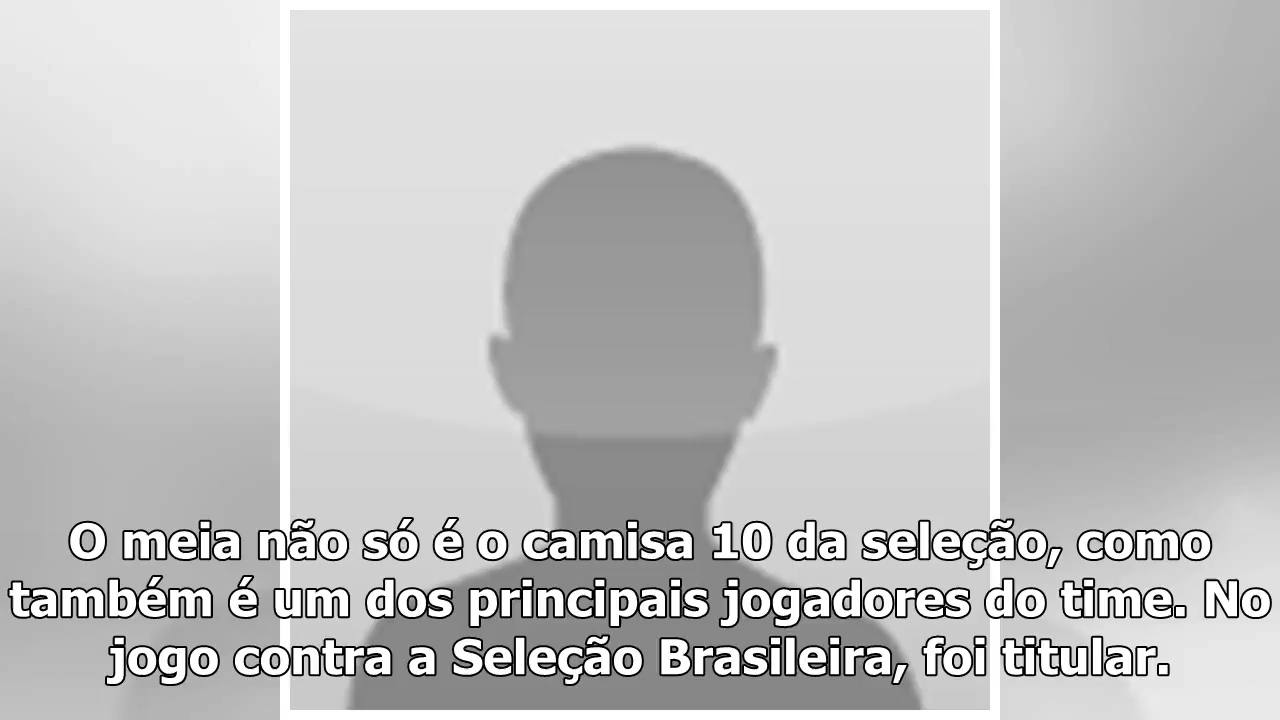 O meia não só é o camisa 10 da seleção, como
também é um dos principais jogadores do time. No
jogo contra a Seleção Brasileira, foi titular.